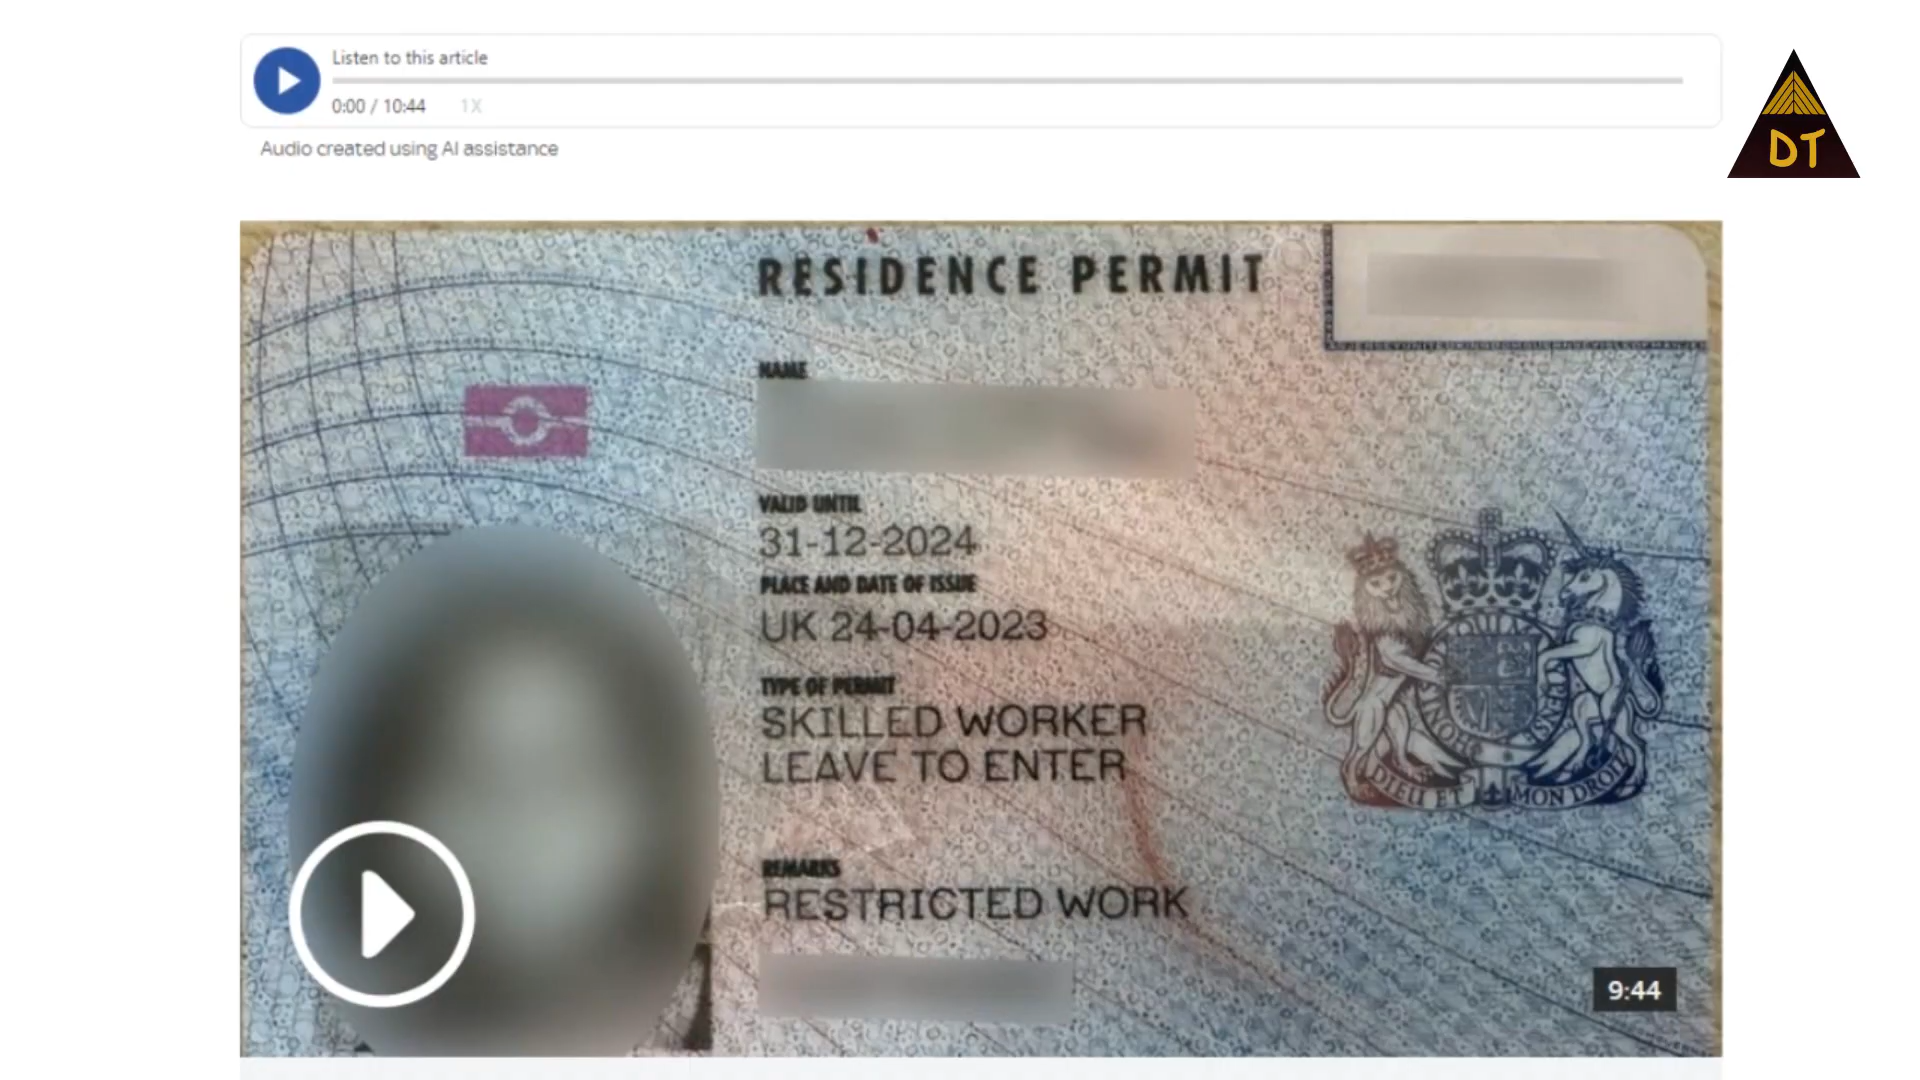 Listen to this article
0:00 / 10:44 1X
Audio created using AI assistance
DT
RESIDENCE PERMIT
NAME
VALID UNTIL
31-12-2024
PLACE AND DATE OF ISSUE
UK 24-04-2023
TYPE OF PERMIT
SKILLED WORKER
LEAVE TO ENTER
REMARKS
RESTRICTED WORK
DIEU ET MON DROIT
9:44